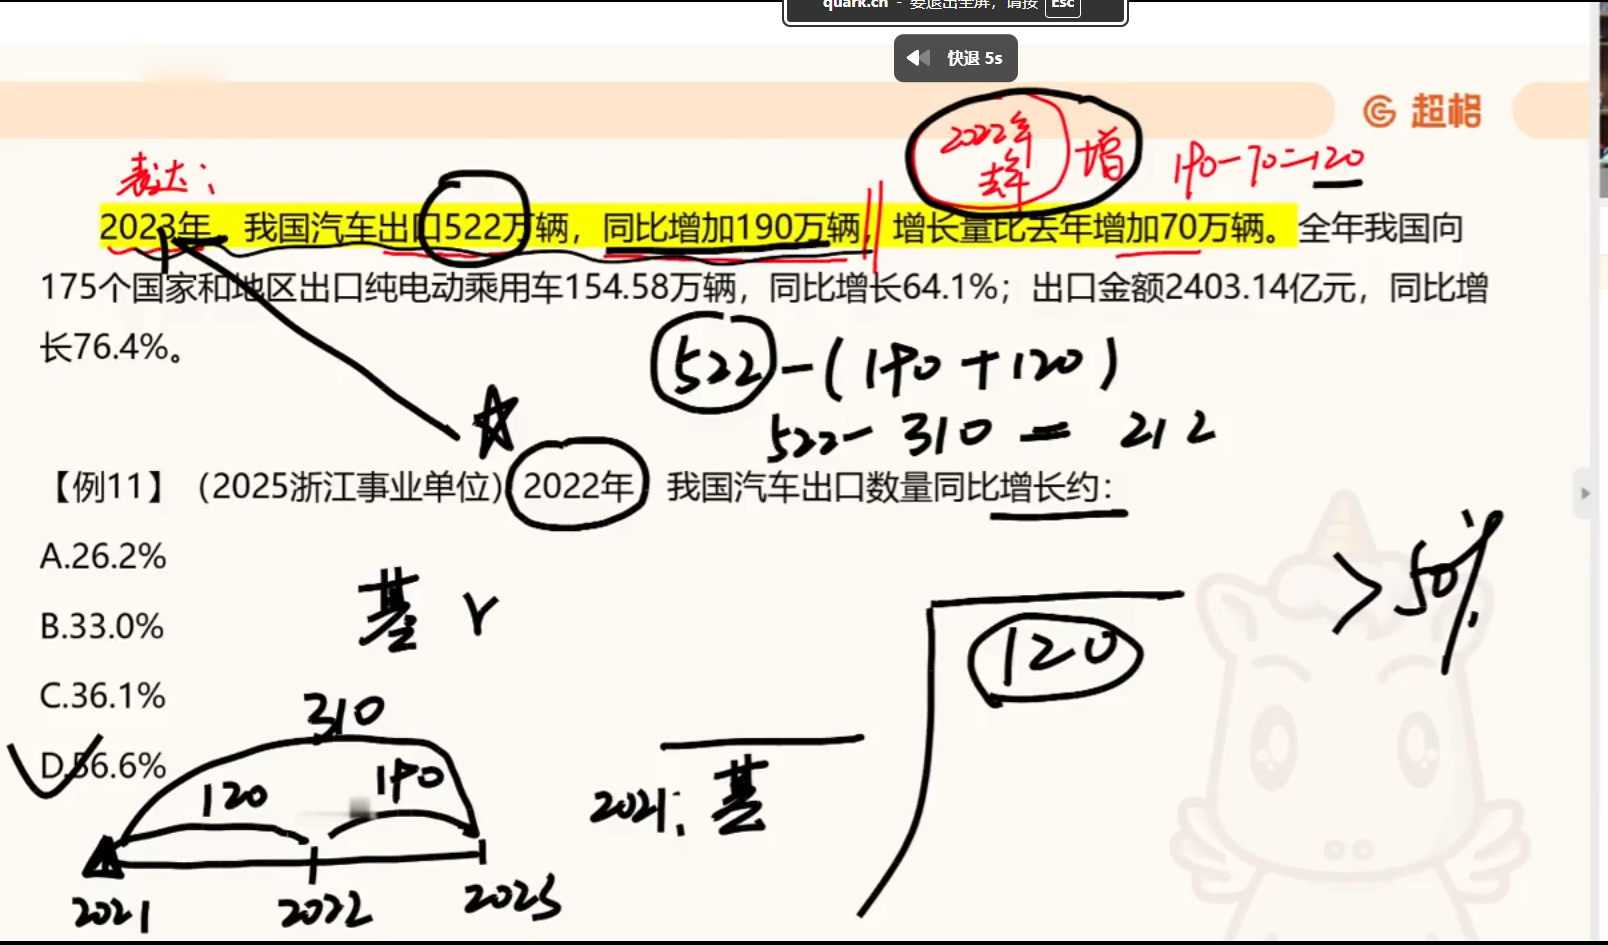 quark.cn - 要退出全屏，请按 Esc
快退 5s
超格
2022年
去年
增
190-70=120
表达：
2023年，我国汽车出口522万辆，同比增加190万辆，增长量比去年增加70万辆。全年我国向
175个国家和地区出口纯电动乘用车154.58万辆，同比增长64.1%；出口金额2403.14亿元，同比增
长76.4%。
522-(190+120)
522-310=212
【例11】（2025浙江事业单位）2022年，我国汽车出口数量同比增长约：
A.26.2%
B.33.0%
C.36.1%
D.56.6%
基 r
>50%
120
310
120
190
2021：基
2021
2022
2023